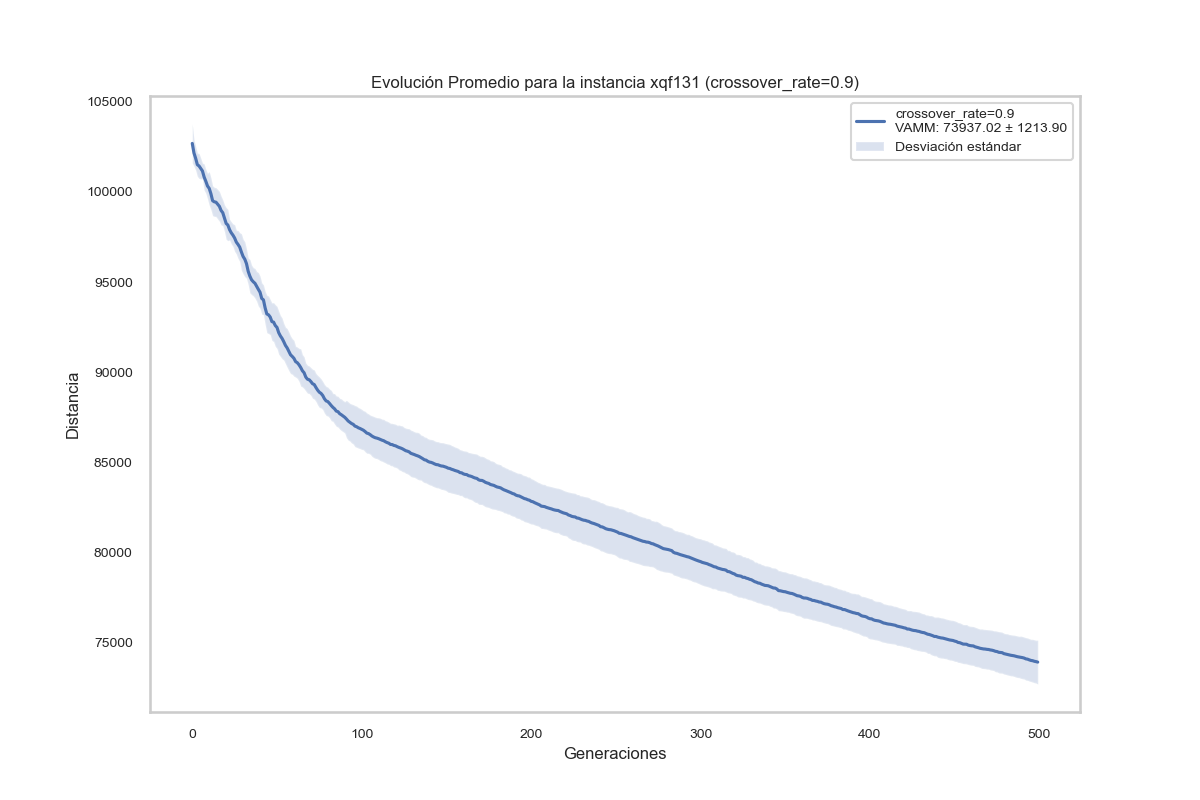 Evolución Promedio para la instancia xqf131 (crossover_rate=0.9)
105000
100000
95000
90000
85000
80000
75000
Distancia
crossover_rate=0.9
VAMM: 73937.02 ± 1213.90
Desviación estándar
0
100
200
300
400
500
Generaciones